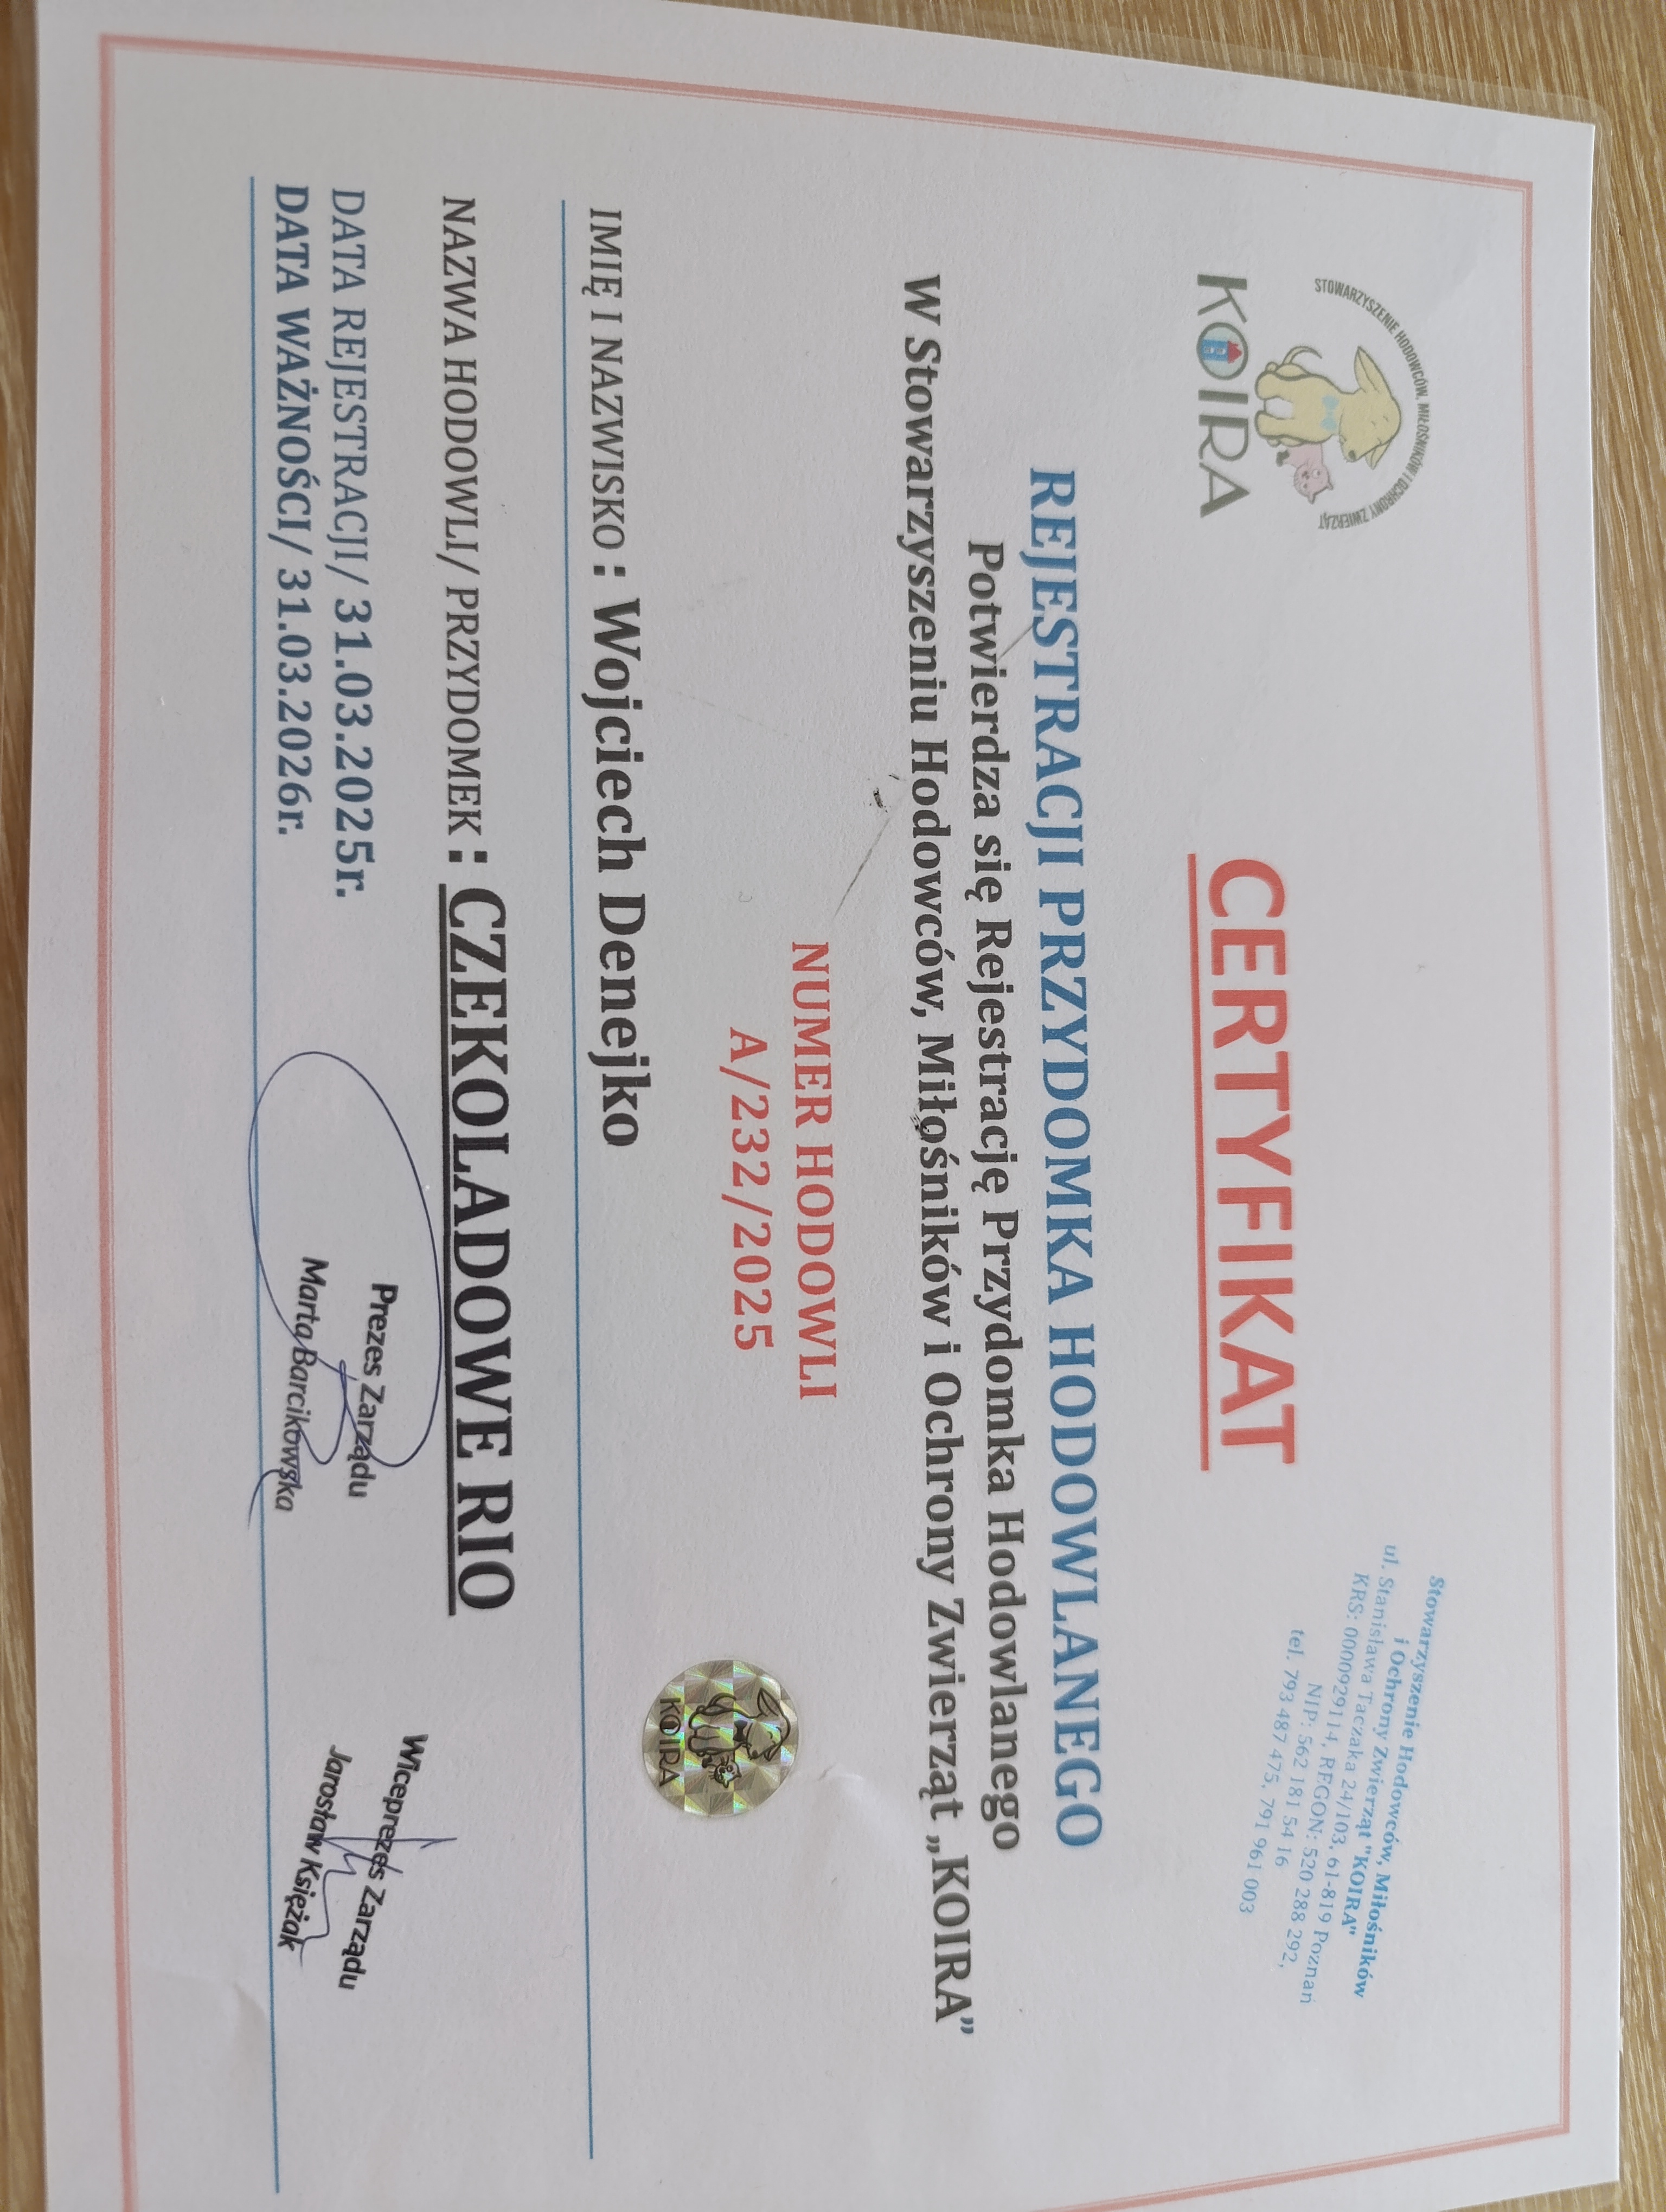 STOWARZYSZENIE HODOWCÓW, MIŁOŚNIKÓW I OCHRONY ZWIERZĄT
KOIRA
Stowarzyszenie Hodowców, Miłośników
i Ochrony Zwierząt "KOIRA"
ul. Stanisława Taczaka 24/103, 61-819 Poznań
KRS: 0000929114, REGON: 520 288 292,
NIP: 562 181 54 16
tel. 793 487 475, 791 961 003
CERTYFIKAT
REJESTRACJI PRZYDOMKA HODOWLANEGO
Potwierdza się Rejestrację Przydomka Hodowlanego
W Stowarzyszeniu Hodowców, Miłośników i Ochrony Zwierząt „KOIRA”
NUMER HODOWLI
A/232/2025
KOIRA
IMIĘ I NAZWISKO : Wojciech Denejko
NAZWA HODOWLI/ PRZYDOMEK : CZEKOLADOWE RIO
DATA REJESTRACJI/ 31.03.2025r.
DATA WAŻNOŚCI/ 31.03.2026r.
Prezes Zarządu
Marta Barcikowska
Wiceprezes Zarządu
Jarosław Księżak